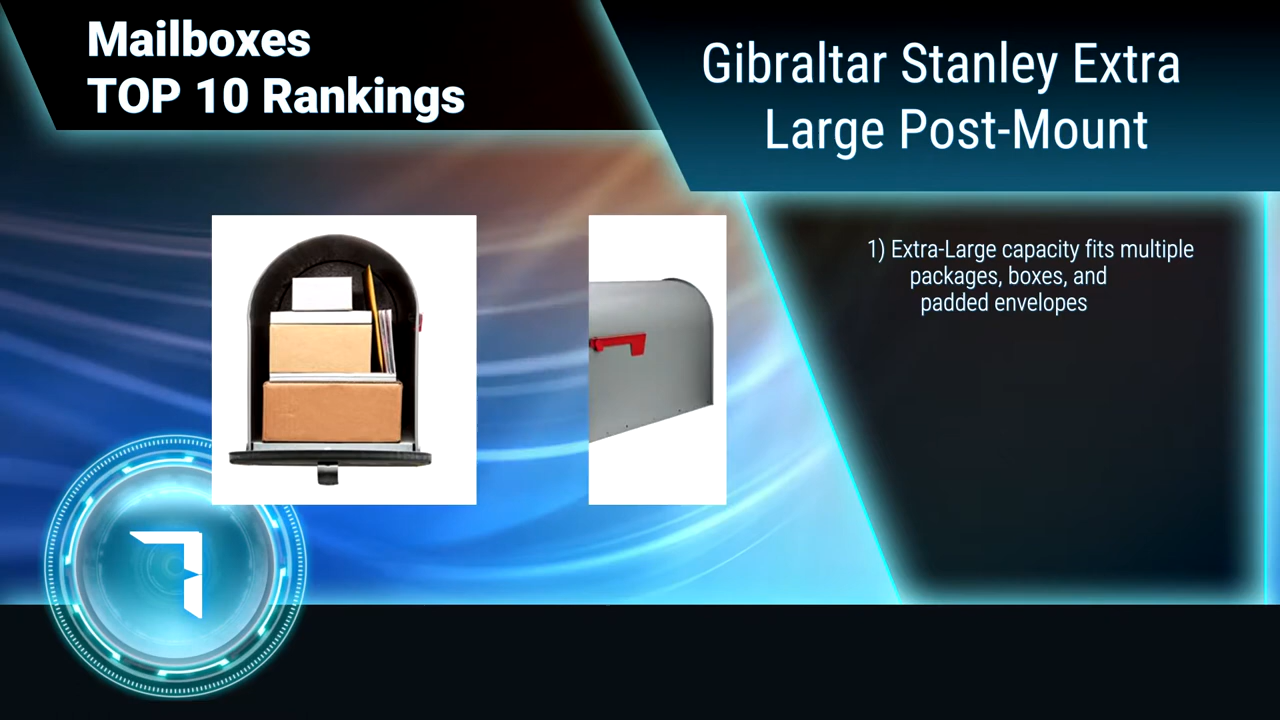 Mailboxes
TOP 10 Rankings
Gibraltar Stanley Extra
Large Post-Mount
1) Extra-Large capacity fits multiple
packages, boxes, and
padded envelopes
7